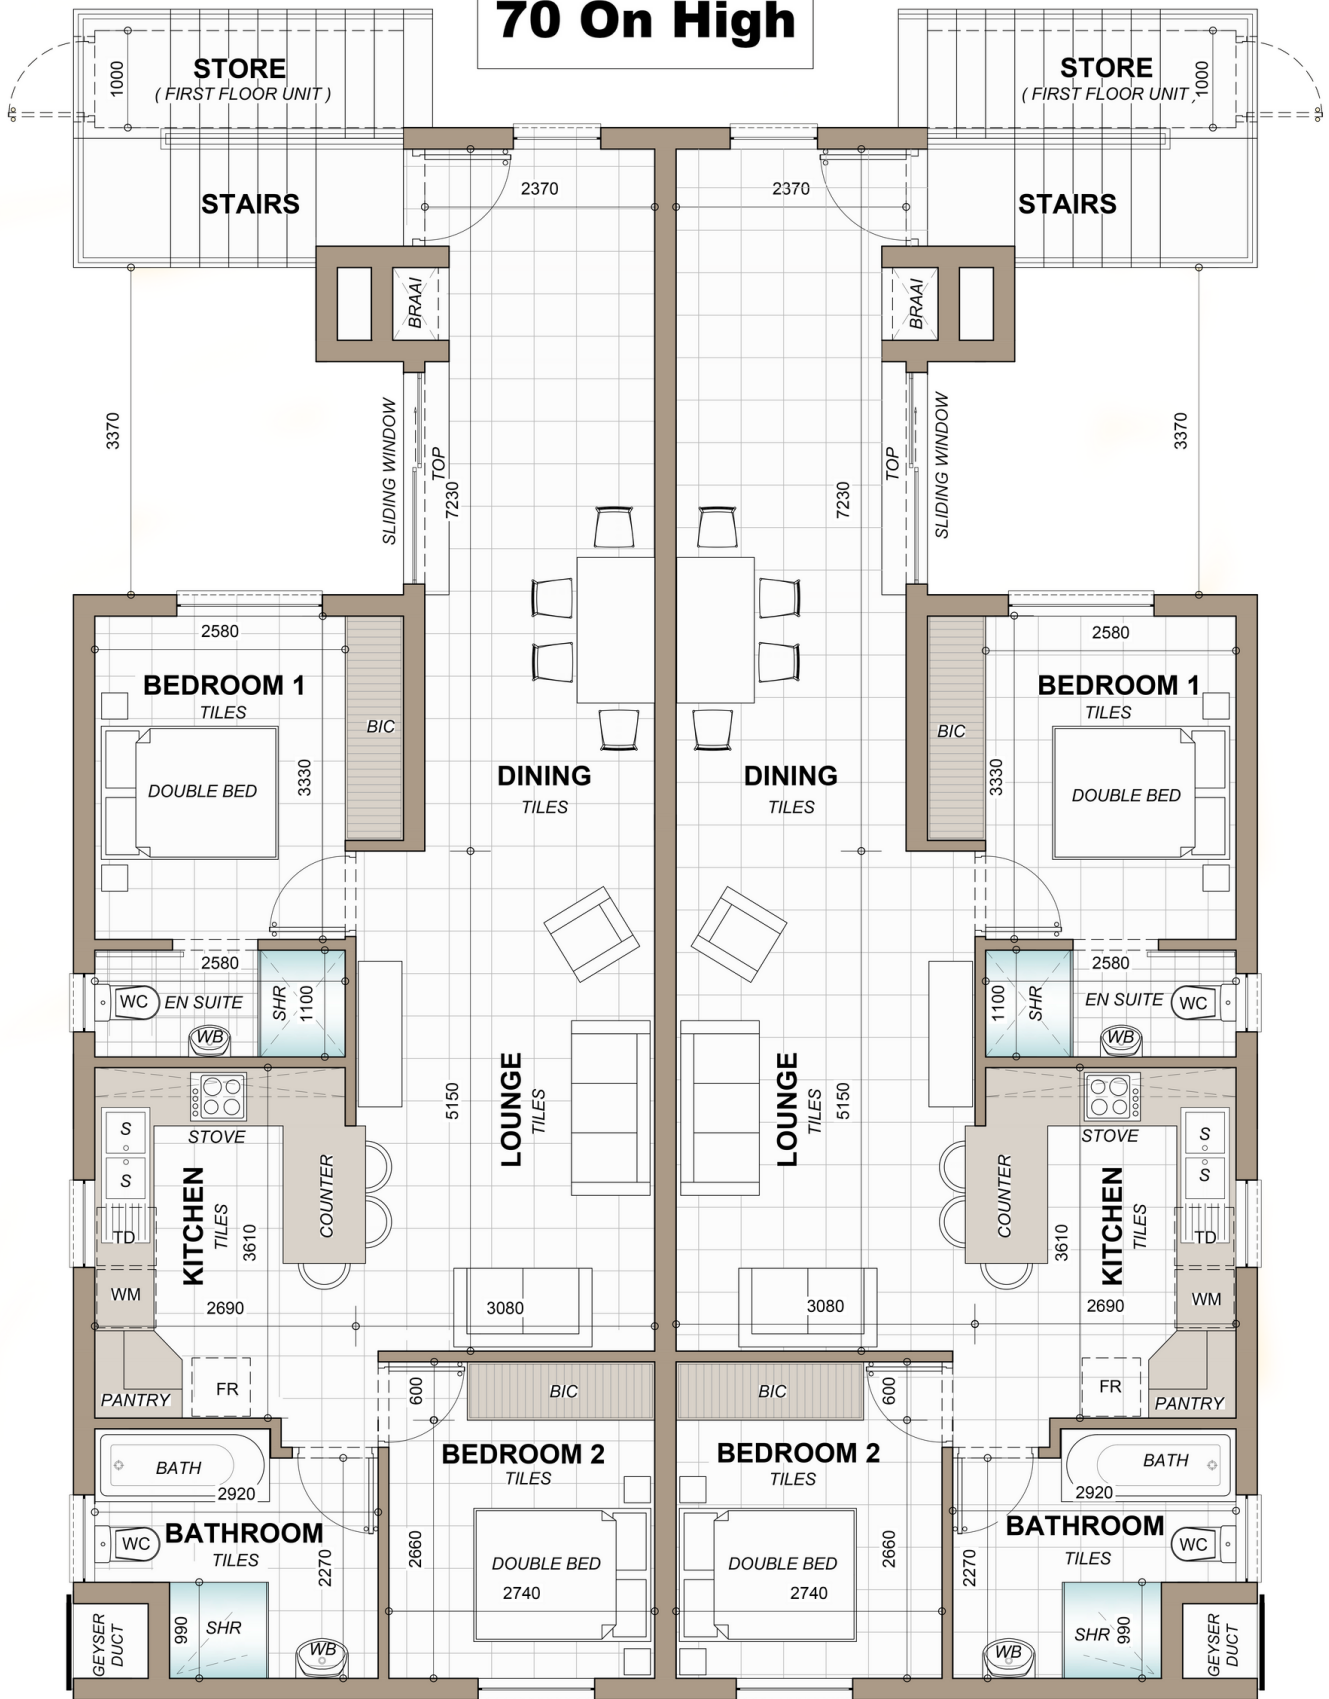 70 On High
STORE
( FIRST FLOOR UNIT )
1000
STORE
( FIRST FLOOR UNIT )
1000
STAIRS
2370
2370
STAIRS
BRAAI
BRAAI
3370
SLIDING WINDOW
TOP
7230
7230
TOP
SLIDING WINDOW
3370
2580
BEDROOM 1
TILES
BIC
3330
DOUBLE BED
DINING
TILES
DINING
TILES
2580
BEDROOM 1
TILES
BIC
3330
DOUBLE BED
2580
WC
EN SUITE
SHR
1100
WB
2580
1100
SHR
EN SUITE
WC
WB
STOVE
S
S
TD
WM
KITCHEN
TILES
3610
COUNTER
2690
PANTRY
FR
5150
LOUNGE
TILES
3080
LOUNGE
TILES
5150
3080
STOVE
S
S
TD
WM
COUNTER
3610
KITCHEN
TILES
2690
FR
PANTRY
600
BIC
BIC
600
BATH
2920
BATHROOM
TILES
WC
2270
990
SHR
WB
GEYSER
DUCT
BEDROOM 2
TILES
2660
DOUBLE BED
2740
BEDROOM 2
TILES
DOUBLE BED
2660
2740
BATH
2920
BATHROOM
TILES
WC
2270
SHR
990
WB
GEYSER
DUCT